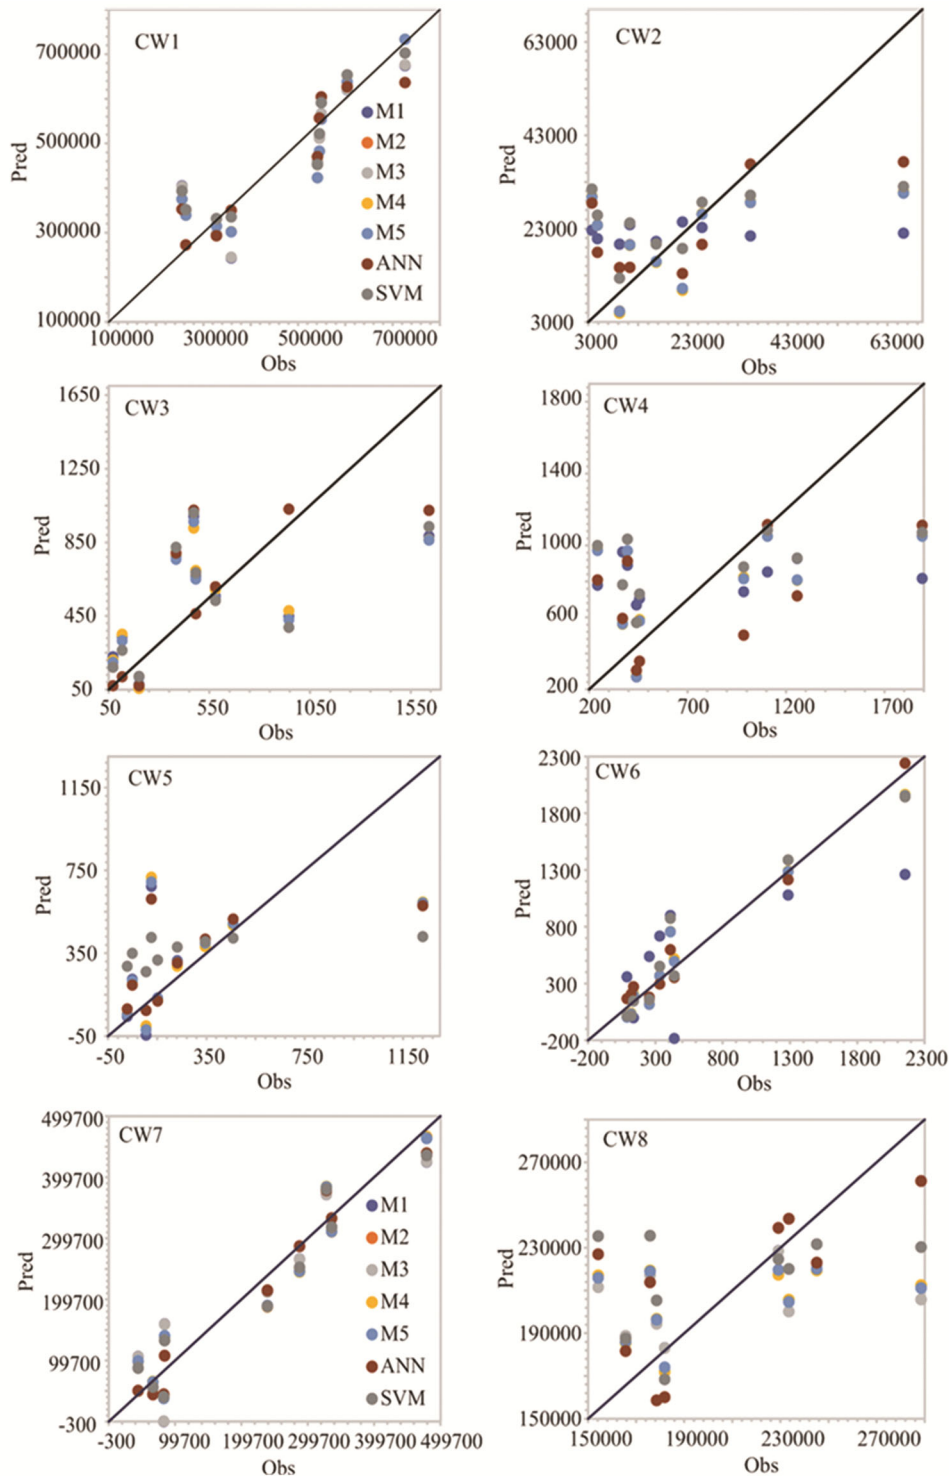 CW1
700000
500000
300000
100000
Pred
100000 300000 500000 700000
Obs
M1
M2
M3
M4
M5
ANN
SVM
CW2
63000
43000
23000
3000
Pred
3000 23000 43000 63000
Obs
CW3
1650
1250
850
450
50
Pred
50 550 1050 1550
Obs
CW4
1800
1400
1000
600
200
Pred
200 700 1200 1700
Obs
CW5
1150
750
350
-50
Pred
-50 350 750 1150
Obs
CW6
2300
1800
1300
800
300
-200
Pred
-200 300 800 1300 1800 2300
Obs
CW7
499700
399700
299700
199700
99700
-300
Pred
-300 99700 199700 299700 399700 499700
Obs
M1
M2
M3
M4
M5
ANN
SVM
CW8
270000
230000
190000
150000
Pred
150000 190000 230000 270000
Obs